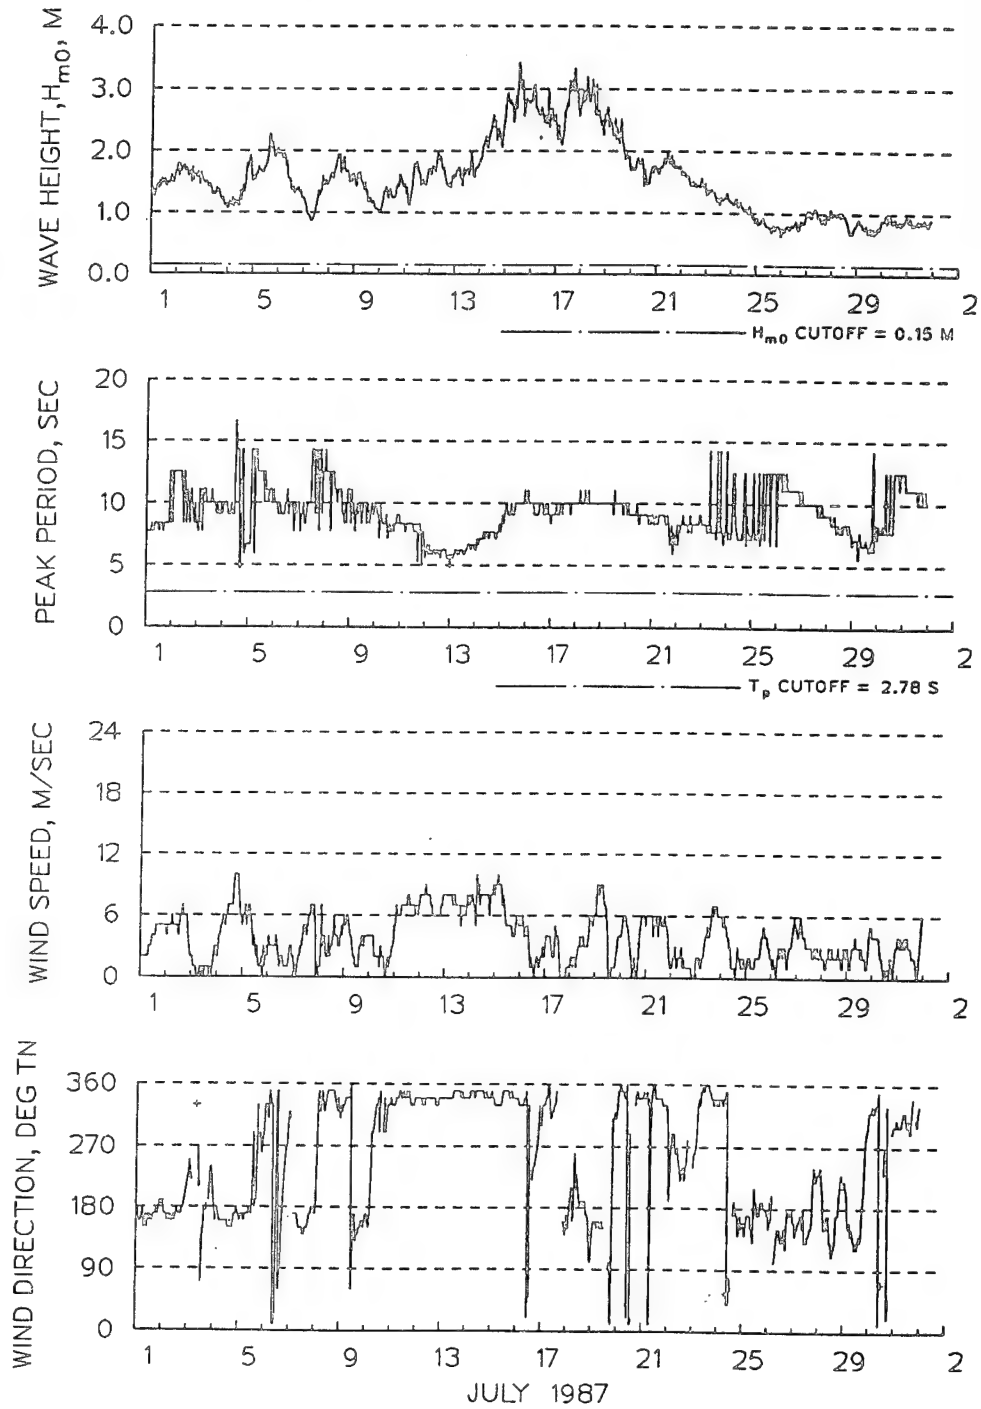 WAVE HEIGHT, Hm0, M
4.0
3.0
2.0
1.0
0.0
1 5 9 13 17 21 25 29 2
Hm0 CUTOFF = 0.15 M
PEAK PERIOD, SEC
20
15
10
5
0
1 5 9 13 17 21 25 29 2
Tp CUTOFF = 2.78 S
WIND SPEED, M/SEC
24
18
12
6
0
1 5 9 13 17 21 25 29 2
WIND DIRECTION, DEG TN
360
270
180
90
0
1 5 9 13 17 21 25 29 2
JULY 1987